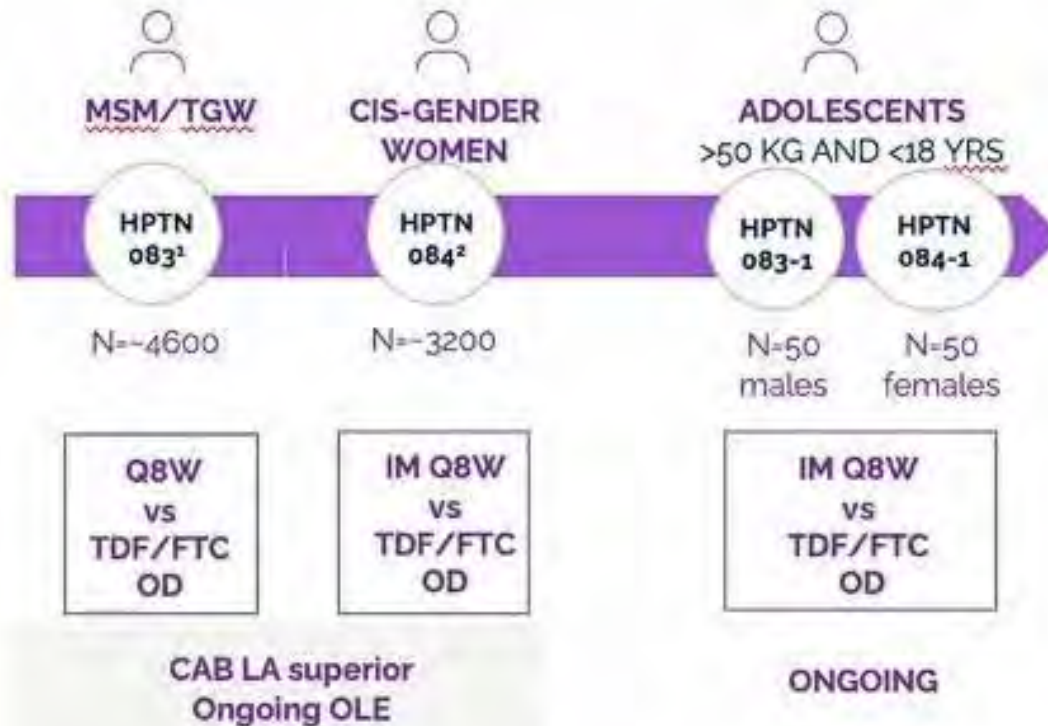 MSM/TGW
CIS-GENDER
WOMEN
ADOLESCENTS
>50 KG AND <18 YRS
HPTN
083¹
HPTN
084²
HPTN
083-1
HPTN
084-1
N=~4600
N=~3200
N=50
males
N=50
females
Q8W
vs
TDF/FTC
OD
IM Q8W
vs
TDF/FTC
OD
IM Q8W
vs
TDF/FTC
OD
CAB LA superior
Ongoing OLE
ONGOING